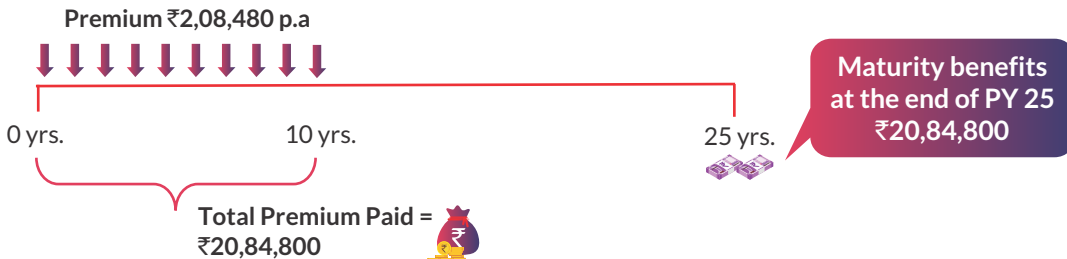 Premium ₹2,08,480 p.a
0 yrs.
10 yrs.
25 yrs.
Maturity benefits
at the end of PY 25
₹20,84,800
Total Premium Paid =
₹20,84,800
₹